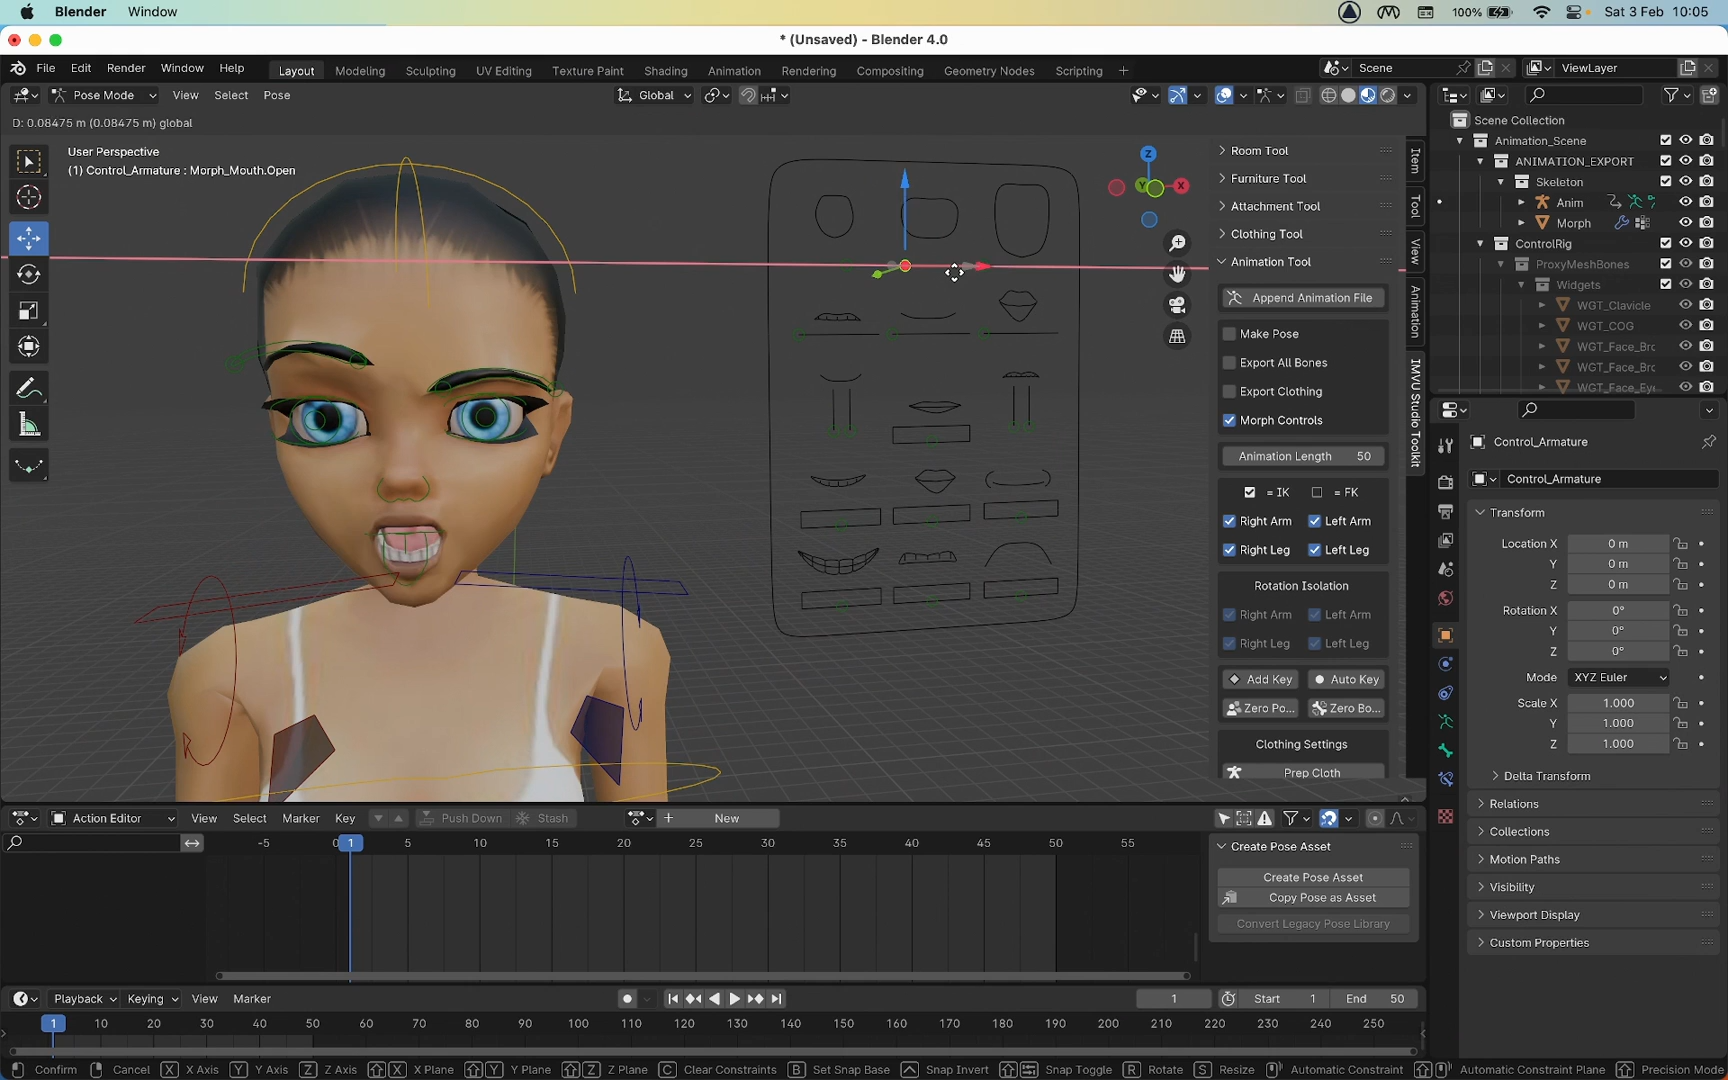 Blender Window 100% Sat 3 Feb 10:05
* (Unsaved) - Blender 4.0
File Edit Render Window Help Layout Modeling Sculpting UV Editing Texture Paint Shading Animation Rendering Compositing Geometry Nodes Scripting + Scene ViewLayer
Pose Mode View Select Pose Global
D: 0.08475 m (0.08475 m) global
User Perspective
(1) Control_Armature : Morph_Mouth.Open
Z
Y
X
R
R
Room Tool
Furniture Tool
Attachment Tool
Clothing Tool
Animation Tool
Append Animation File
Make Pose
Export All Bones
Export Clothing
Morph Controls
Animation Length 50
= IK = FK
Right Arm Left Arm
Right Leg Left Leg
Rotation Isolation
Right Arm Left Arm
Right Leg Left Leg
Add Key Auto Key
Zero Po... Zero Bo...
Clothing Settings
Prep Cloth
Item
Tool
View
Animation
IMVU Studio Toolkit
Scene Collection
Animation_Scene
ANIMATION_EXPORT
Skeleton
Anim
Morph
ControlRig
ProxyMeshBones
Widgets
WGT_Clavicle
WGT_COG
WGT_Face_Brc
WGT_Face_Brc
WGT_Face_Eye
Control_Armature
Control_Armature
Transform
Location X 0 m
Y 0 m
Z 0 m
Rotation X 0°
Y 0°
Z 0°
Mode XYZ Euler
Scale X 1.000
Y 1.000
Z 1.000
Delta Transform
Relations
Collections
Motion Paths
Visibility
Viewport Display
Custom Properties
Action Editor View Select Marker Key Push Down Stash + New
-5 0 1 5 10 15 20 25 30 35 40 45 50 55
Create Pose Asset
Create Pose Asset
Copy Pose as Asset
Convert Legacy Pose Library
Playback Keying View Marker 1 Start 1 End 50
1 10 20 30 40 50 60 70 80 90 100 110 120 130 140 150 160 170 180 190 200 210 220 230 240 250
Confirm Cancel X X Axis Y Y Axis Z Z Axis X X Plane Y Y Plane Z Z Plane C Clear Constraints B Set Snap Base Snap Invert Snap Toggle R Rotate S Resize Automatic Constraint Automatic Constraint Plane Precision Mode